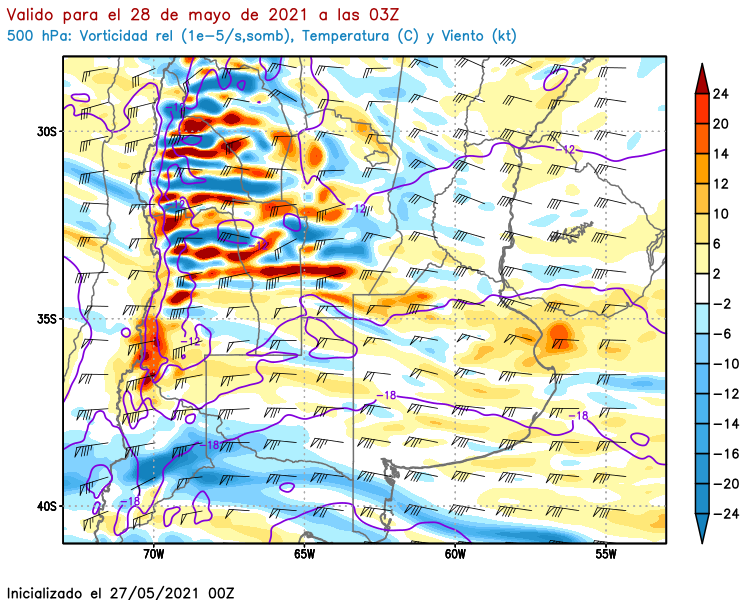 Valido para el 28 de mayo de 2021 a las 03Z
500 hPa: Vorticidad rel (1e−5/s,somb), Temperatura (C) y Viento (kt)
30S
35S
40S
70W
65W
60W
55W
−12
−12
−12
−12
−12
−12
−18
−18
−18
−18
24
20
14
12
10
6
2
−2
−6
−10
−12
−14
−16
−20
−24
Inicializado el 27/05/2021 00Z